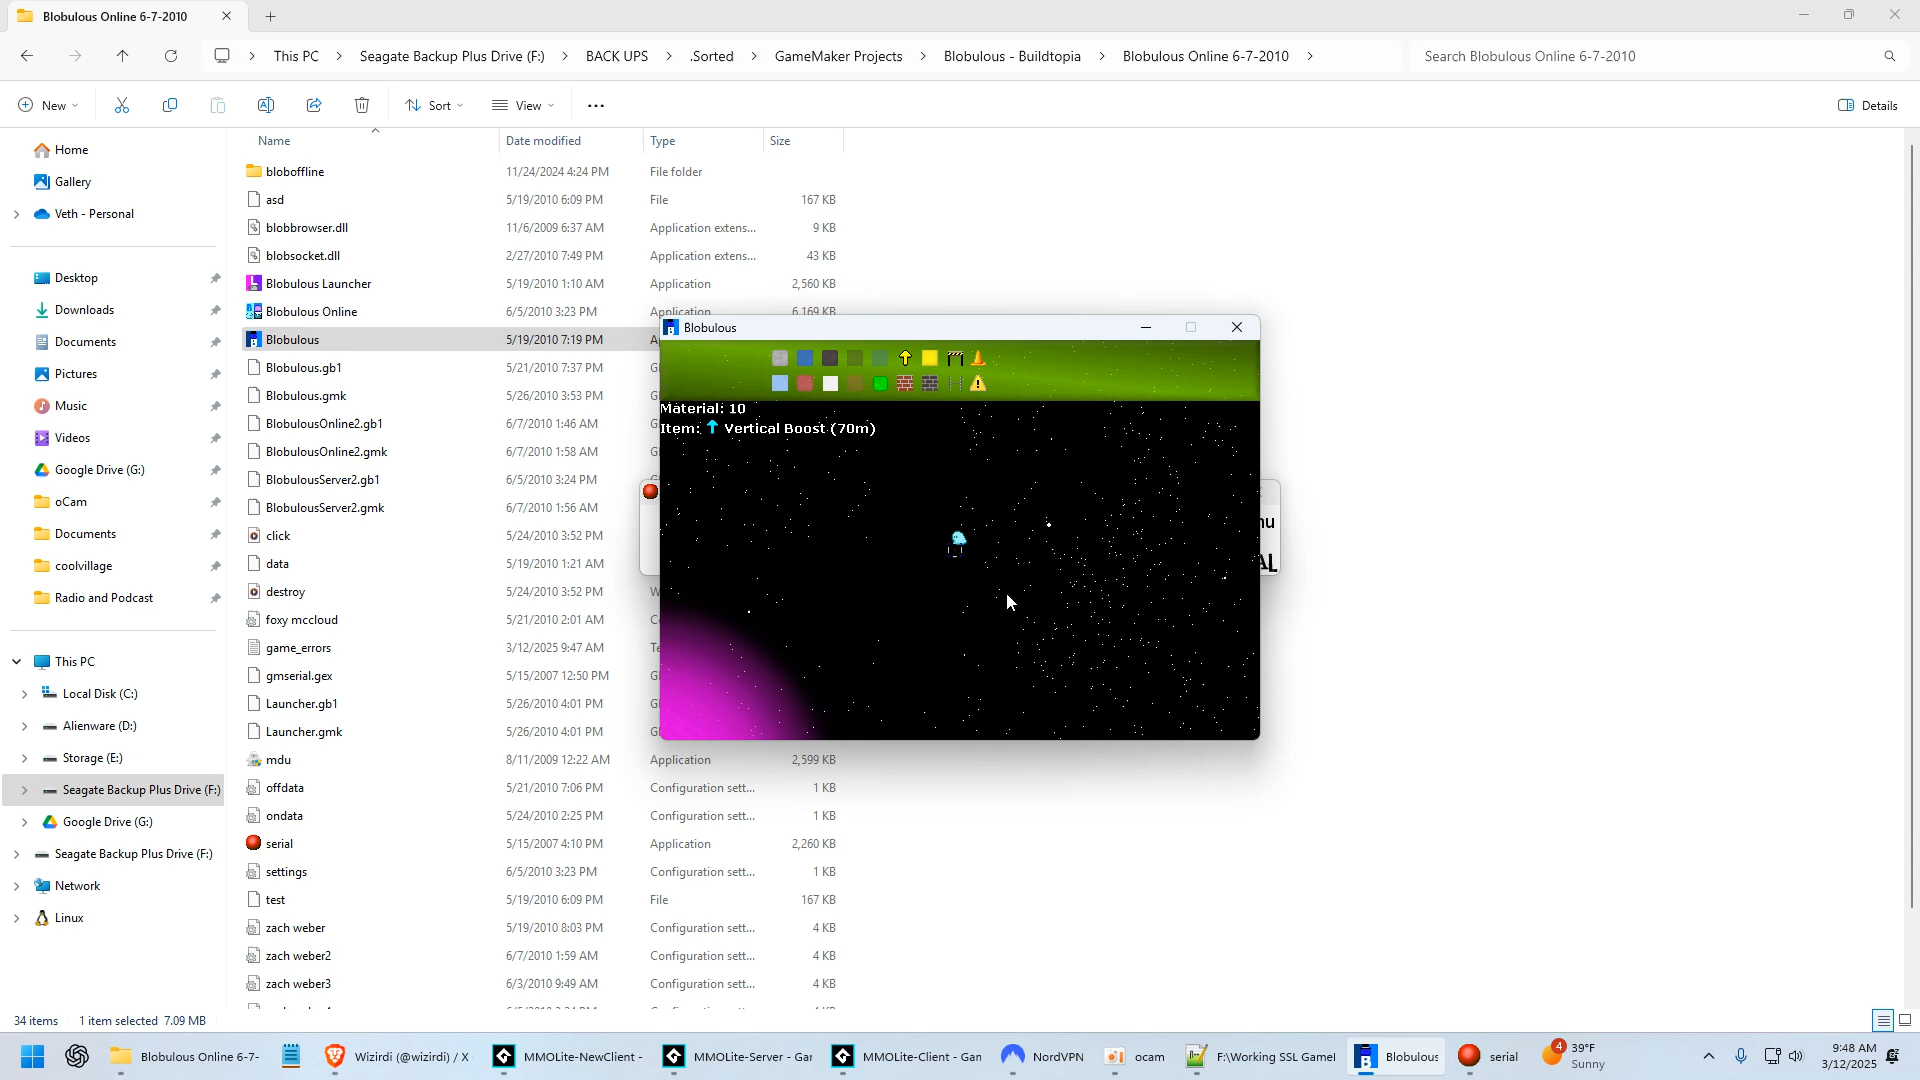 Blobulous Online 6-7-2010
This PC
Seagate Backup Plus Drive (F:)
BACK UPS
.Sorted
GameMaker Projects
Blobulous - Buildtopia
Blobulous Online 6-7-2010
Search Blobulous Online 6-7-2010
New
Sort
View
Details
Name
Date modified
Type
Size
Home
Gallery
Veth - Personal
Desktop
Downloads
Documents
Pictures
Music
Videos
Google Drive (G:)
oCam
Documents
coolvillage
Radio and Podcast
This PC
Local Disk (C:)
Alienware (D:)
Storage (E:)
Seagate Backup Plus Drive (F:)
Google Drive (G:)
Seagate Backup Plus Drive (F:)
Network
Linux
bloboffline 11/24/2024 4:24 PM File folder
asd 5/19/2010 6:09 PM File 167 KB
blobbrowser.dll 11/6/2009 6:37 AM Application extens... 9 KB
blobsocket.dll 2/27/2010 7:49 PM Application extens... 43 KB
Blobulous Launcher 5/19/2010 1:10 AM Application 2,560 KB
Blobulous Online 6/5/2010 3:23 PM Application 6,169 KB
Blobulous 5/19/2010 7:19 PM
Blobulous.gb1 5/21/2010 7:37 PM
Blobulous.gmk 5/26/2010 3:53 PM
BlobulousOnline2.gb1 6/7/2010 1:46 AM
BlobulousOnline2.gmk 6/7/2010 1:58 AM
BlobulousServer2.gb1 6/5/2010 3:24 PM
BlobulousServer2.gmk 6/7/2010 1:56 AM
click 5/24/2010 3:52 PM
data 5/19/2010 1:21 AM
destroy 5/24/2010 3:52 PM
foxy mccloud 5/21/2010 2:01 AM
game_errors 3/12/2025 9:47 AM
gmserial.gex 5/15/2007 12:50 PM
Launcher.gb1 5/26/2010 4:01 PM
Launcher.gmk 5/26/2010 4:01 PM
mdu 8/11/2009 12:22 AM Application 2,599 KB
offdata 5/21/2010 7:06 PM Configuration sett... 1 KB
ondata 5/24/2010 2:25 PM Configuration sett... 1 KB
serial 5/15/2007 4:10 PM Application 2,260 KB
settings 6/5/2010 3:23 PM Configuration sett... 1 KB
test 5/19/2010 6:09 PM File 167 KB
zach weber 5/19/2010 8:03 PM Configuration sett... 4 KB
zach weber2 6/7/2010 1:59 AM Configuration sett... 4 KB
zach weber3 6/3/2010 9:49 AM Configuration sett... 4 KB
Blobulous
Material: 10
Item: Vertical Boost (70m)
nu
AL
34 items 1 item selected 7.09 MB
Blobulous Online 6-7-
Wizirdi (@wizirdi) / X
MMOLite-NewClient -
MMOLite-Server - Gar
MMOLite-Client - Gan
NordVPN
ocam
F:\Working SSL Gamel
Blobulous
serial
4
39°F
Sunny
9:48 AM
3/12/2025